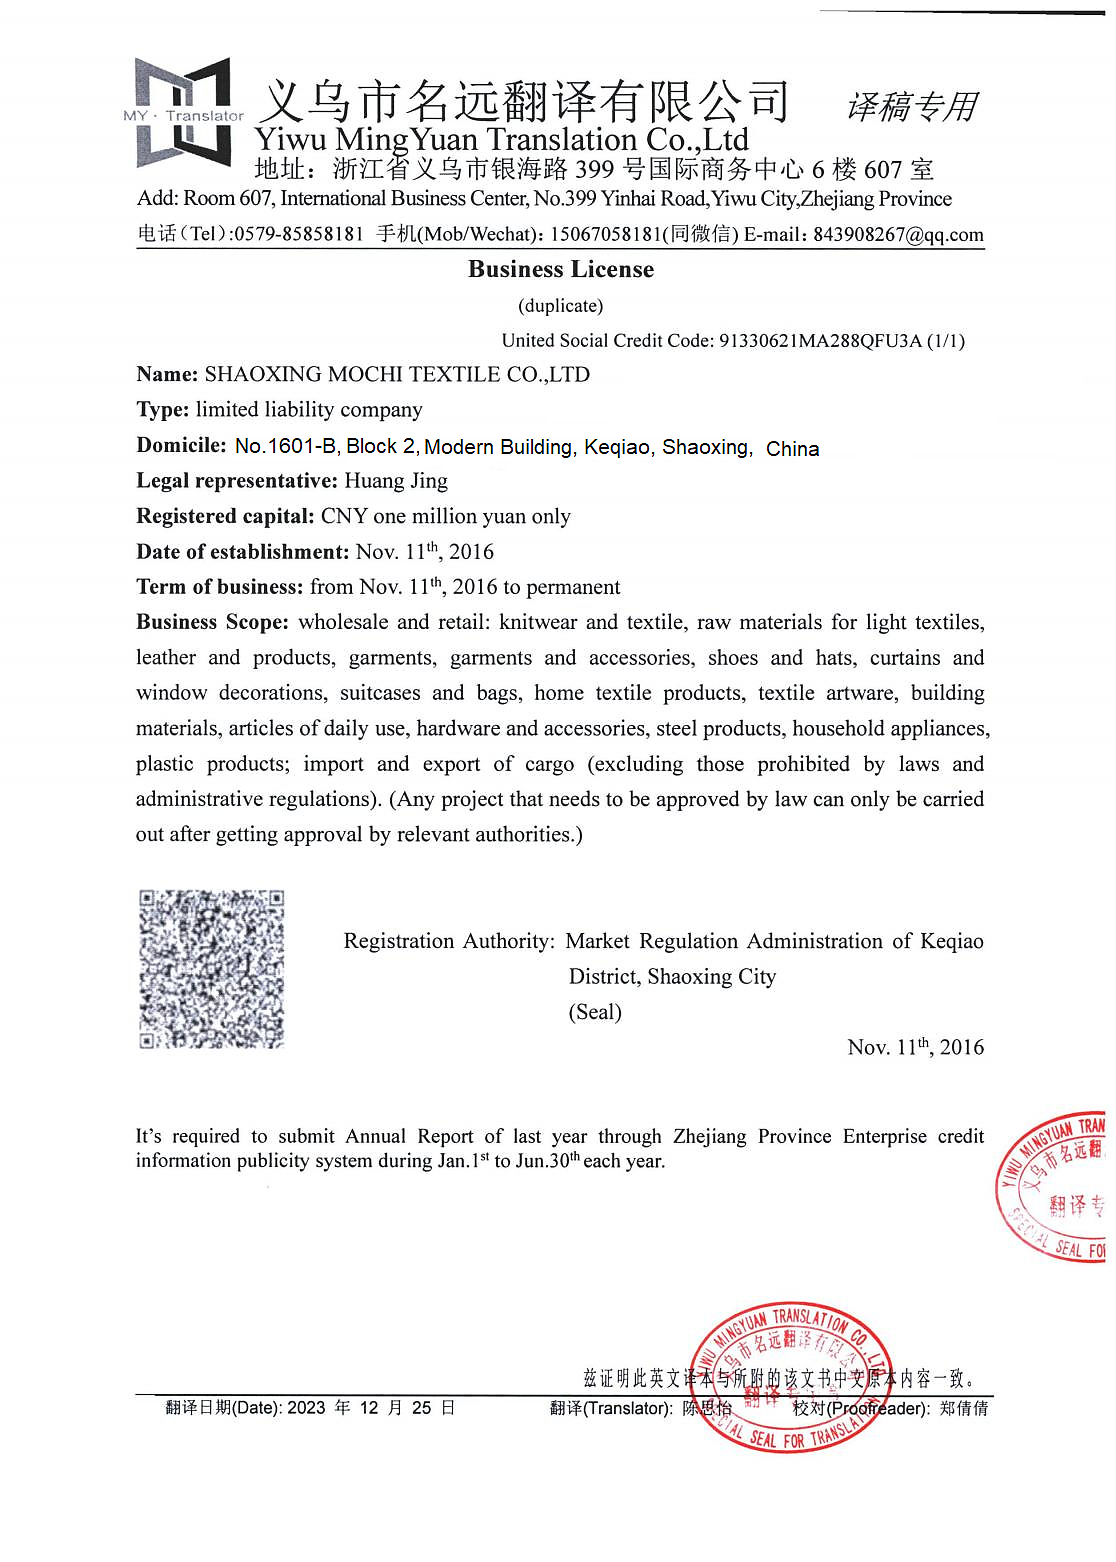 MY · Translator
义乌市名远翻译有限公司 译稿专用
Yiwu MingYuan Translation Co.,Ltd
地址：浙江省义乌市银海路 399 号国际商务中心 6 楼 607 室
Add: Room 607, International Business Center, No.399 Yinhai Road,Yiwu City,Zhejiang Province
电话(Tel):0579-85858181 手机(Mob/Wechat): 15067058181(同微信) E-mail: 843908267@qq.com
Business License
(duplicate)
United Social Credit Code: 91330621MA288QFU3A (1/1)
Name: SHAOXING MOCHI TEXTILE CO.,LTD
Type: limited liability company
Domicile: No.1601-B, Block 2, Modern Building, Keqiao, Shaoxing, China
Legal representative: Huang Jing
Registered capital: CNY one million yuan only
Date of establishment: Nov. 11th, 2016
Term of business: from Nov. 11th, 2016 to permanent
Business Scope: wholesale and retail: knitwear and textile, raw materials for light textiles,
leather and products, garments, garments and accessories, shoes and hats, curtains and
window decorations, suitcases and bags, home textile products, textile artware, building
materials, articles of daily use, hardware and accessories, steel products, household appliances,
plastic products; import and export of cargo (excluding those prohibited by laws and
administrative regulations). (Any project that needs to be approved by law can only be carried
out after getting approval by relevant authorities.)
Registration Authority: Market Regulation Administration of Keqiao
District, Shaoxing City
(Seal)
Nov. 11th, 2016
It's required to submit Annual Report of last year through Zhejiang Province Enterprise credit
information publicity system during Jan.1st to Jun.30th each year.
YIWU MINGYUAN TRAN
义乌市名远翻
翻译专
SPECIAL SEAL FOR
YIWU MINGYUAN TRANSLATION CO., LTD
义乌市名远翻译有限公司
翻译专
SPECIAL SEAL FOR TRANSLATION
兹证明此英文译本与所附的该文书中文原本内容一致。
翻译日期(Date): 2023 年 12 月 25 日 翻译(Translator): 陈思怡 校对(Proofreader): 郑倩倩